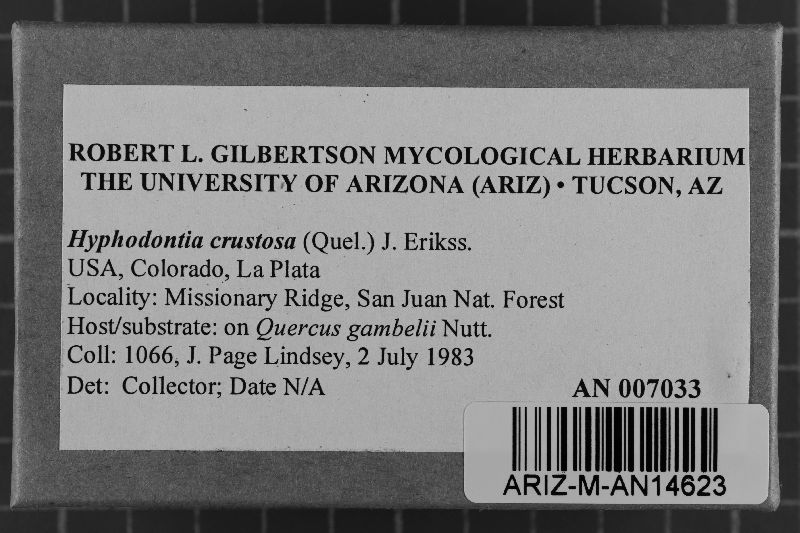 ROBERT L. GILBERTSON MYCOLOGICAL HERBARIUM
THE UNIVERSITY OF ARIZONA (ARIZ) • TUCSON, AZ
Hyphodontia crustosa (Quel.) J. Erikss.
USA, Colorado, La Plata
Locality: Missionary Ridge, San Juan Nat. Forest
Host/substrate: on Quercus gambelii Nutt.
Coll: 1066, J. Page Lindsey, 2 July 1983
Det: Collector; Date N/A
AN 007033
ARIZ-M-AN14623